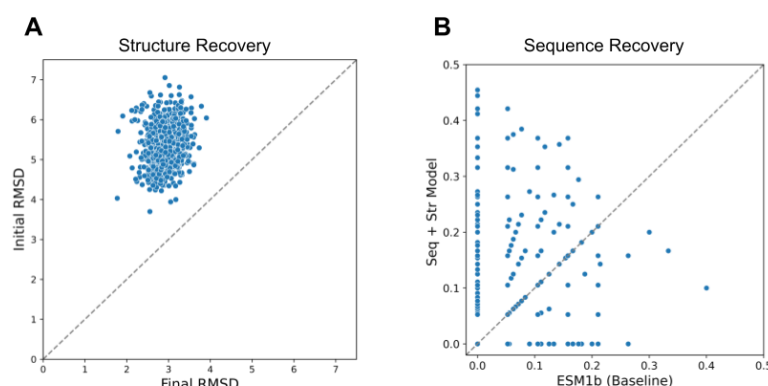 A
Structure Recovery
7
6
5
4
3
2
1
0
Initial RMSD
0 1 2 3 4 5 6 7
Final RMSD
B
Sequence Recovery
0.5
0.4
0.3
0.2
0.1
0.0
Seq + Str Model
0.0 0.1 0.2 0.3 0.4 0.5
ESM1b (Baseline)